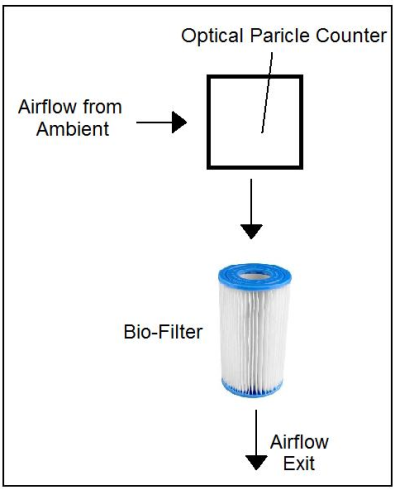 Optical Paricle Counter
Airflow from
Ambient
Bio-Filter
Airflow
Exit